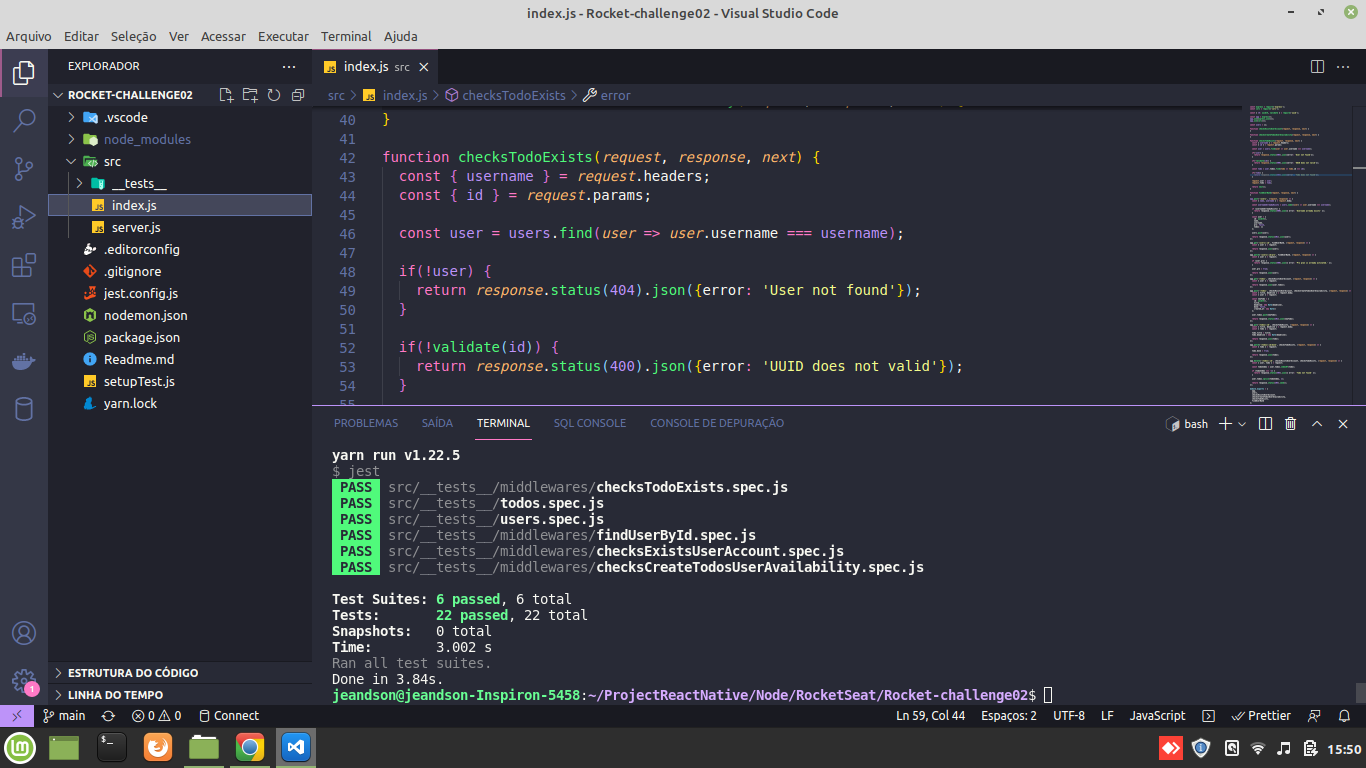 index.js - Rocket-challenge02 - Visual Studio Code
Arquivo Editar Seleção Ver Acessar Executar Terminal Ajuda
EXPLORADOR
ROCKET-CHALLENGE02
.vscode
node_modules
src
__tests__
index.js
server.js
.editorconfig
.gitignore
jest.config.js
nodemon.json
package.json
Readme.md
setupTest.js
yarn.lock
ESTRUTURA DO CÓDIGO
LINHA DO TEMPO
index.js src
src > index.js > checksTodoExists > error
40 }
41
42 function checksTodoExists(request, response, next) {
43 const { username } = request.headers;
44 const { id } = request.params;
45
46 const user = users.find(user => user.username === username);
47
48 if(!user) {
49 return response.status(404).json({error: 'User not found'});
50 }
51
52 if(!validate(id)) {
53 return response.status(400).json({error: 'UUID does not valid'});
54 }
55
PROBLEMAS SAÍDA TERMINAL SQL CONSOLE CONSOLE DE DEPURAÇÃO
bash
yarn run v1.22.5
$ jest
PASS src/__tests__/middlewares/checksTodoExists.spec.js
PASS src/__tests__/todos.spec.js
PASS src/__tests__/users.spec.js
PASS src/__tests__/middlewares/findUserById.spec.js
PASS src/__tests__/middlewares/checksExistsUserAccount.spec.js
PASS src/__tests__/middlewares/checksCreateTodosUserAvailability.spec.js
Test Suites: 6 passed, 6 total
Tests: 22 passed, 22 total
Snapshots: 0 total
Time: 3.002 s
Ran all test suites.
Done in 3.84s.
jeandson@jeandson-Inspiron-5458:~/ProjectReactNative/Node/RocketSeat/Rocket-challenge02$
1
main 0 0 Connect Ln 59, Col 44 Espaços: 2 UTF-8 LF JavaScript Prettier
15:50